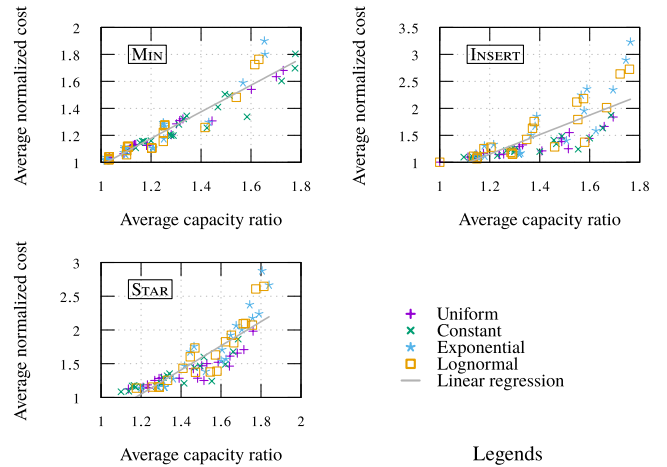 Average normalized cost
2
1.8
1.6
1.4
1.2
1
MIN
1 1.2 1.4 1.6 1.8
Average capacity ratio
Average normalized cost
3.5
3
2.5
2
1.5
1
INSERT
1 1.2 1.4 1.6 1.8
Average capacity ratio
Average normalized cost
3
2.5
2
1.5
1
STAR
1 1.2 1.4 1.6 1.8 2
Average capacity ratio
Uniform
Constant
Exponential
Lognormal
Linear regression
Legends